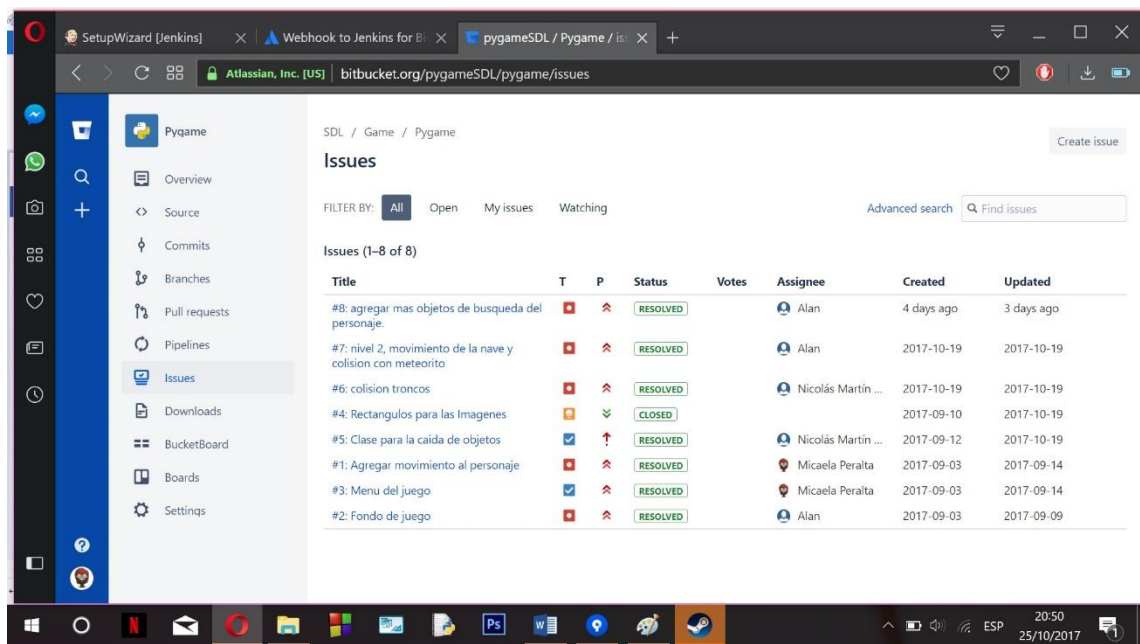 SetupWizard [Jenkins]
Webhook to Jenkins for Bi
pygameSDL / Pygame / is
Atlassian, Inc. [US]
bitbucket.org/pygameSDL/pygame/issues
Pygame
Overview
Source
Commits
Branches
Pull requests
Pipelines
Issues
Downloads
BucketBoard
Boards
Settings
SDL / Game / Pygame
Create issue
Issues
FILTER BY: All Open My issues Watching
Advanced search
Find issues
Issues (1–8 of 8)
Title T P Status Votes Assignee Created Updated
#8: agregar mas objetos de busqueda del
personaje.
RESOLVED Alan 4 days ago 3 days ago
#7: nivel 2, movimiento de la nave y
colision con meteorito
RESOLVED Alan 2017-10-19 2017-10-19
#6: colision troncos RESOLVED Nicolás Martín ... 2017-10-19 2017-10-19
#4: Rectangulos para las Imagenes CLOSED 2017-09-10 2017-10-19
#5: Clase para la caida de objetos RESOLVED Nicolás Martín ... 2017-09-12 2017-10-19
#1: Agregar movimiento al personaje RESOLVED Micaela Peralta 2017-09-03 2017-09-14
#3: Menu del juego RESOLVED Micaela Peralta 2017-09-03 2017-09-14
#2: Fondo de juego RESOLVED Alan 2017-09-03 2017-09-09
N
Ps
W
ESP
20:50
25/10/2017
1